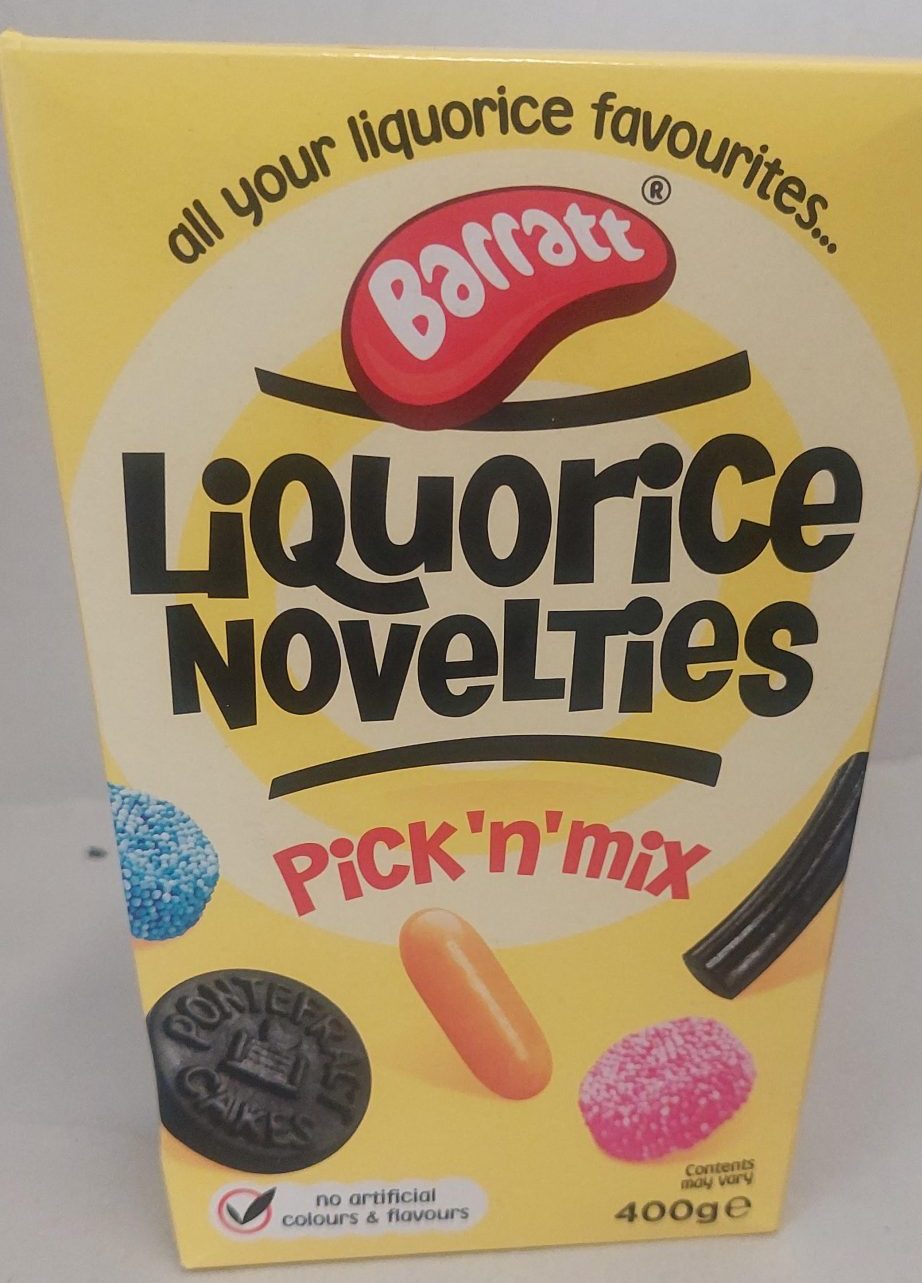 all your liquorice favourites...
Barratt®
LiQuorice
NoveLTies
Pick'n'mix
PONTEFRACT
CAKES
Contents
may vary
no artificial
colours & flavours
400g℮